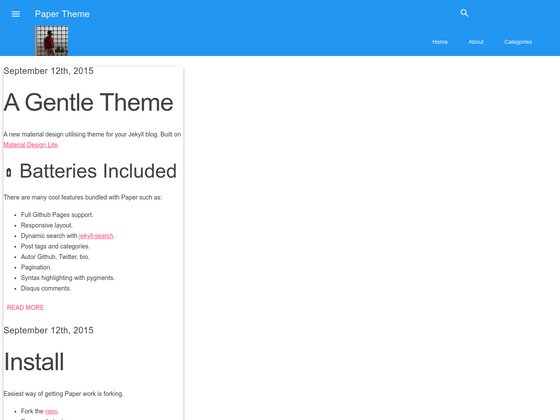 Paper Theme
Home About Categories
September 12th, 2015
A Gentle Theme
A new material design utilising theme for your Jekyll blog. Built on
Material Design Lite.
Batteries Included
There are many cool features bundled with Paper such as:
Full Github Pages support.
Responsive layout.
Dynamic search with jekyll-search.
Post tags and categories.
Autor Github, Twitter, bio.
Pagination.
Syntax highlighting with pygments.
Disqus comments.
READ MORE
September 12th, 2015
Install
Easiest way of getting Paper work is forking.
Fork the repo.